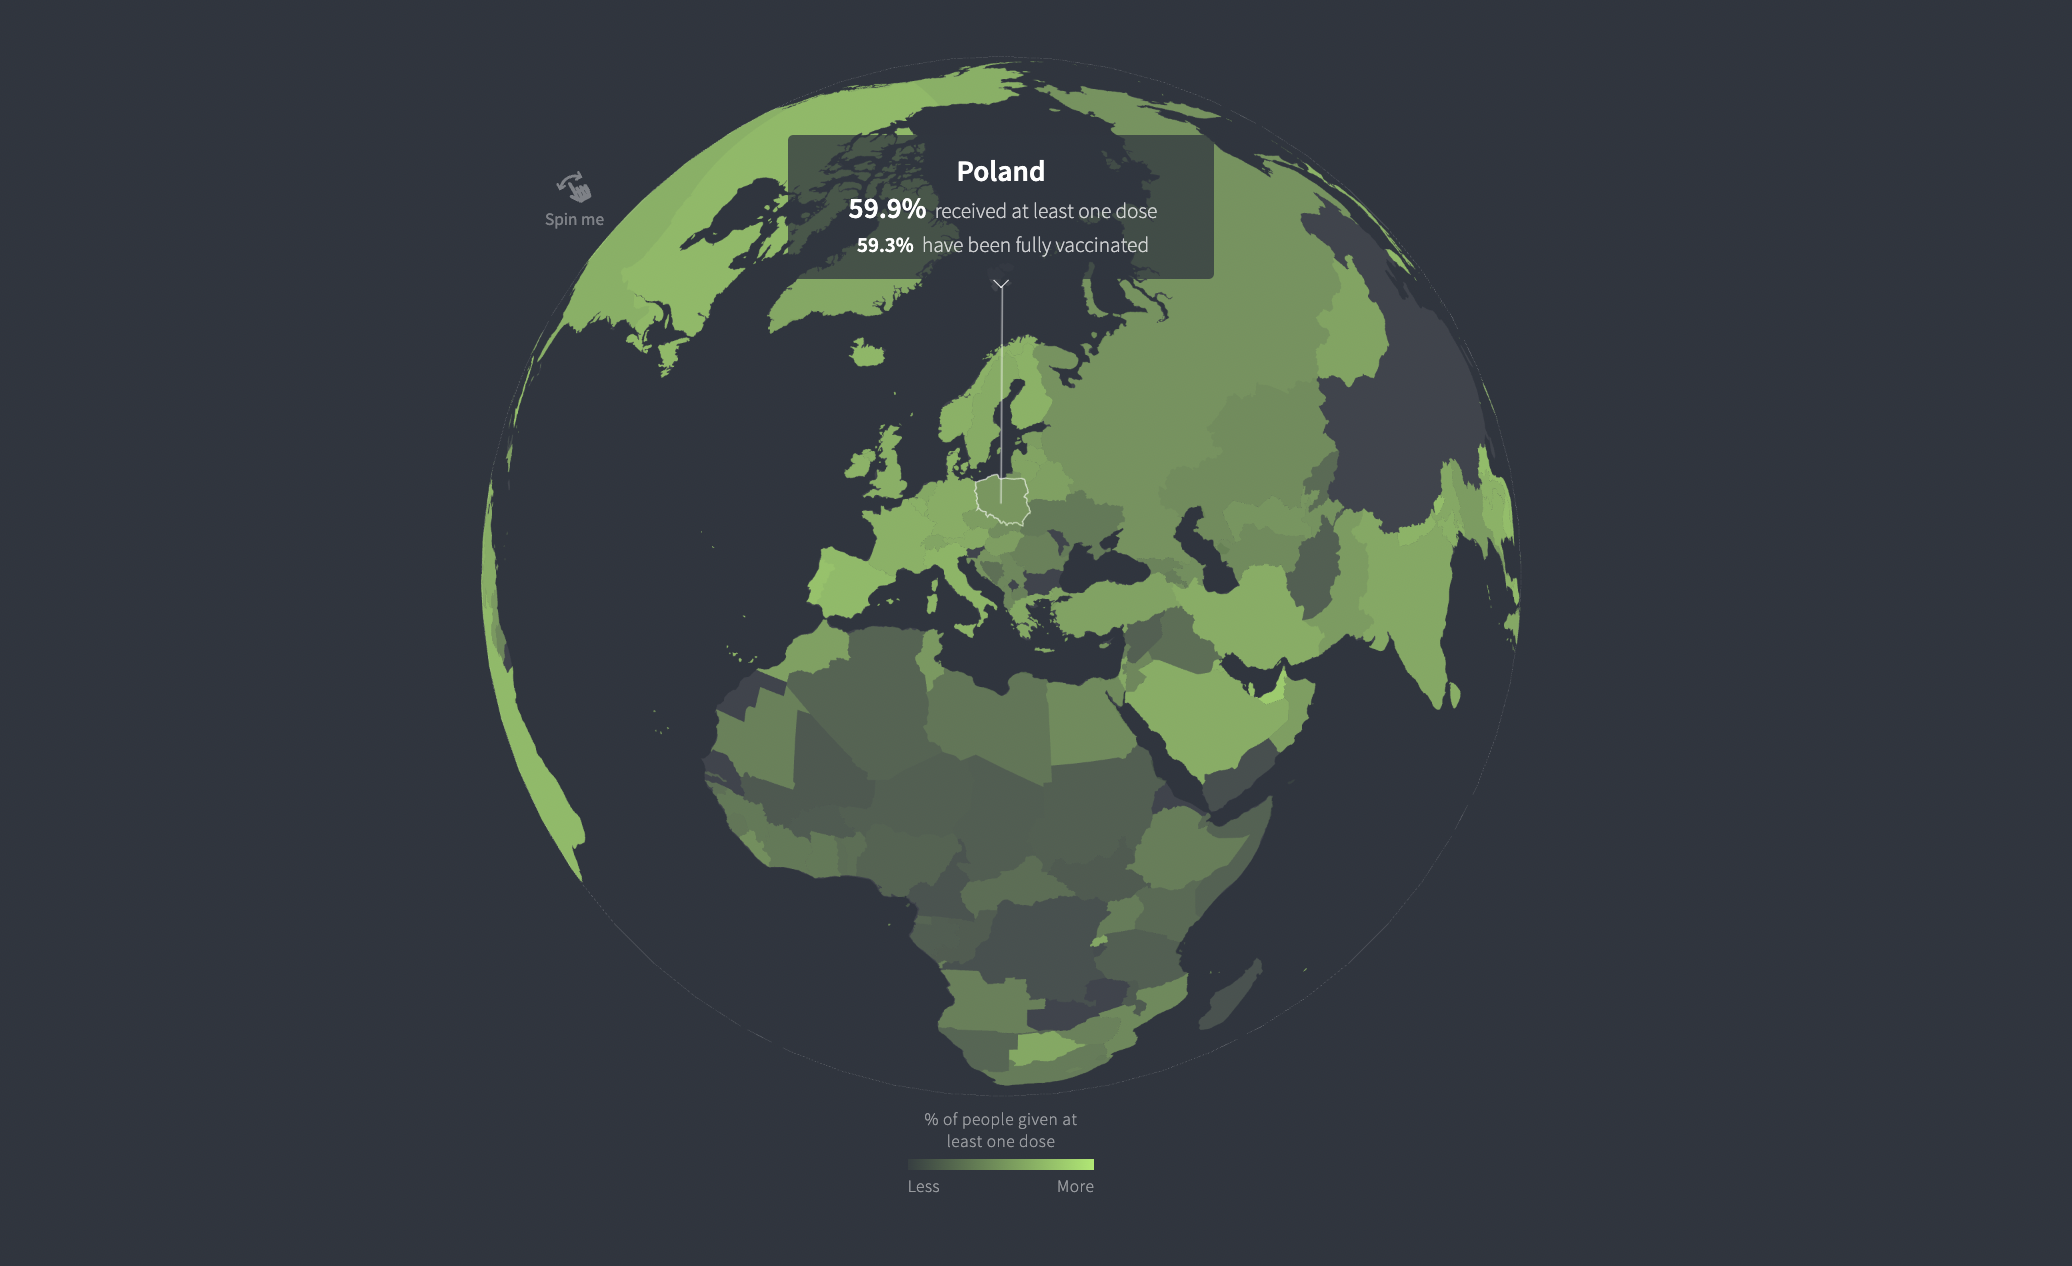 Poland
59.9% received at least one dose
59.3% have been fully vaccinated
Spin me
% of people given at
least one dose
Less
More